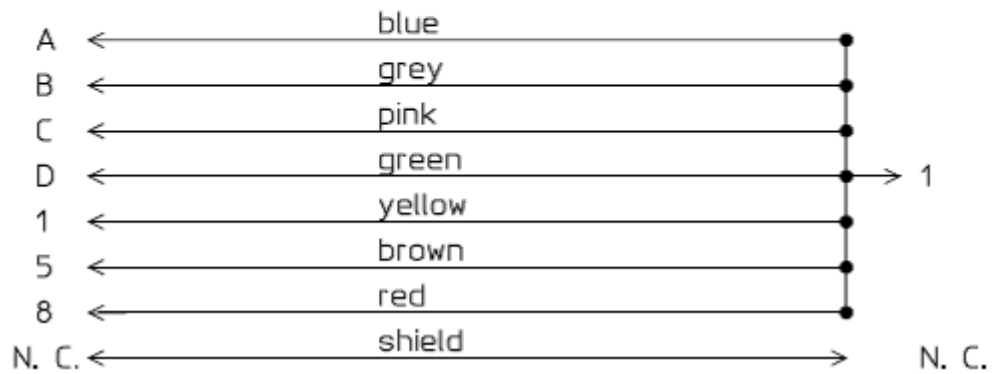 A blue
B grey
C pink
D green 1
1 yellow
5 brown
8 red
N. C. shield N. C.